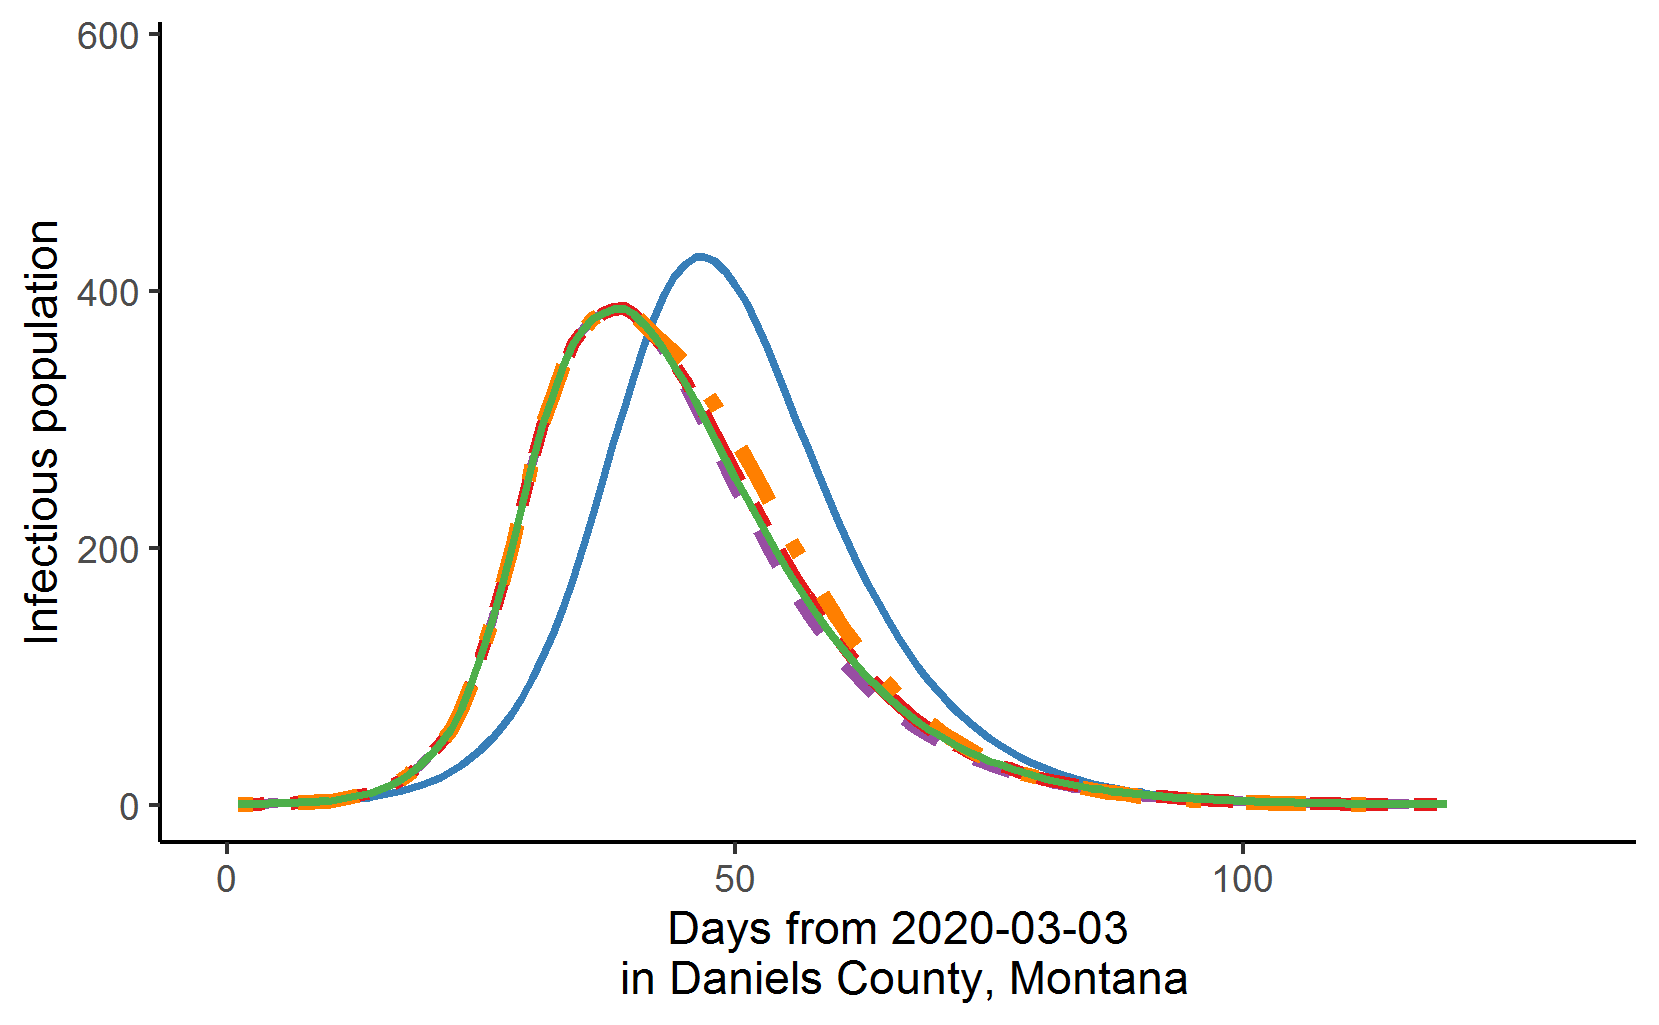 Infectious population
600
400
200
0
0 50 100
Days from 2020-03-03
in Daniels County, Montana